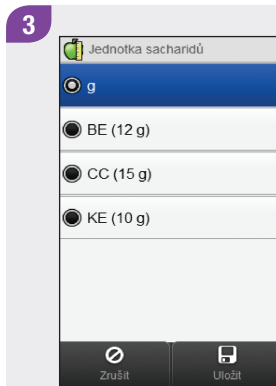 3
Jednotka sacharidů
g
BE (12 g)
CC (15 g)
KE (10 g)
Zrušit Uložit